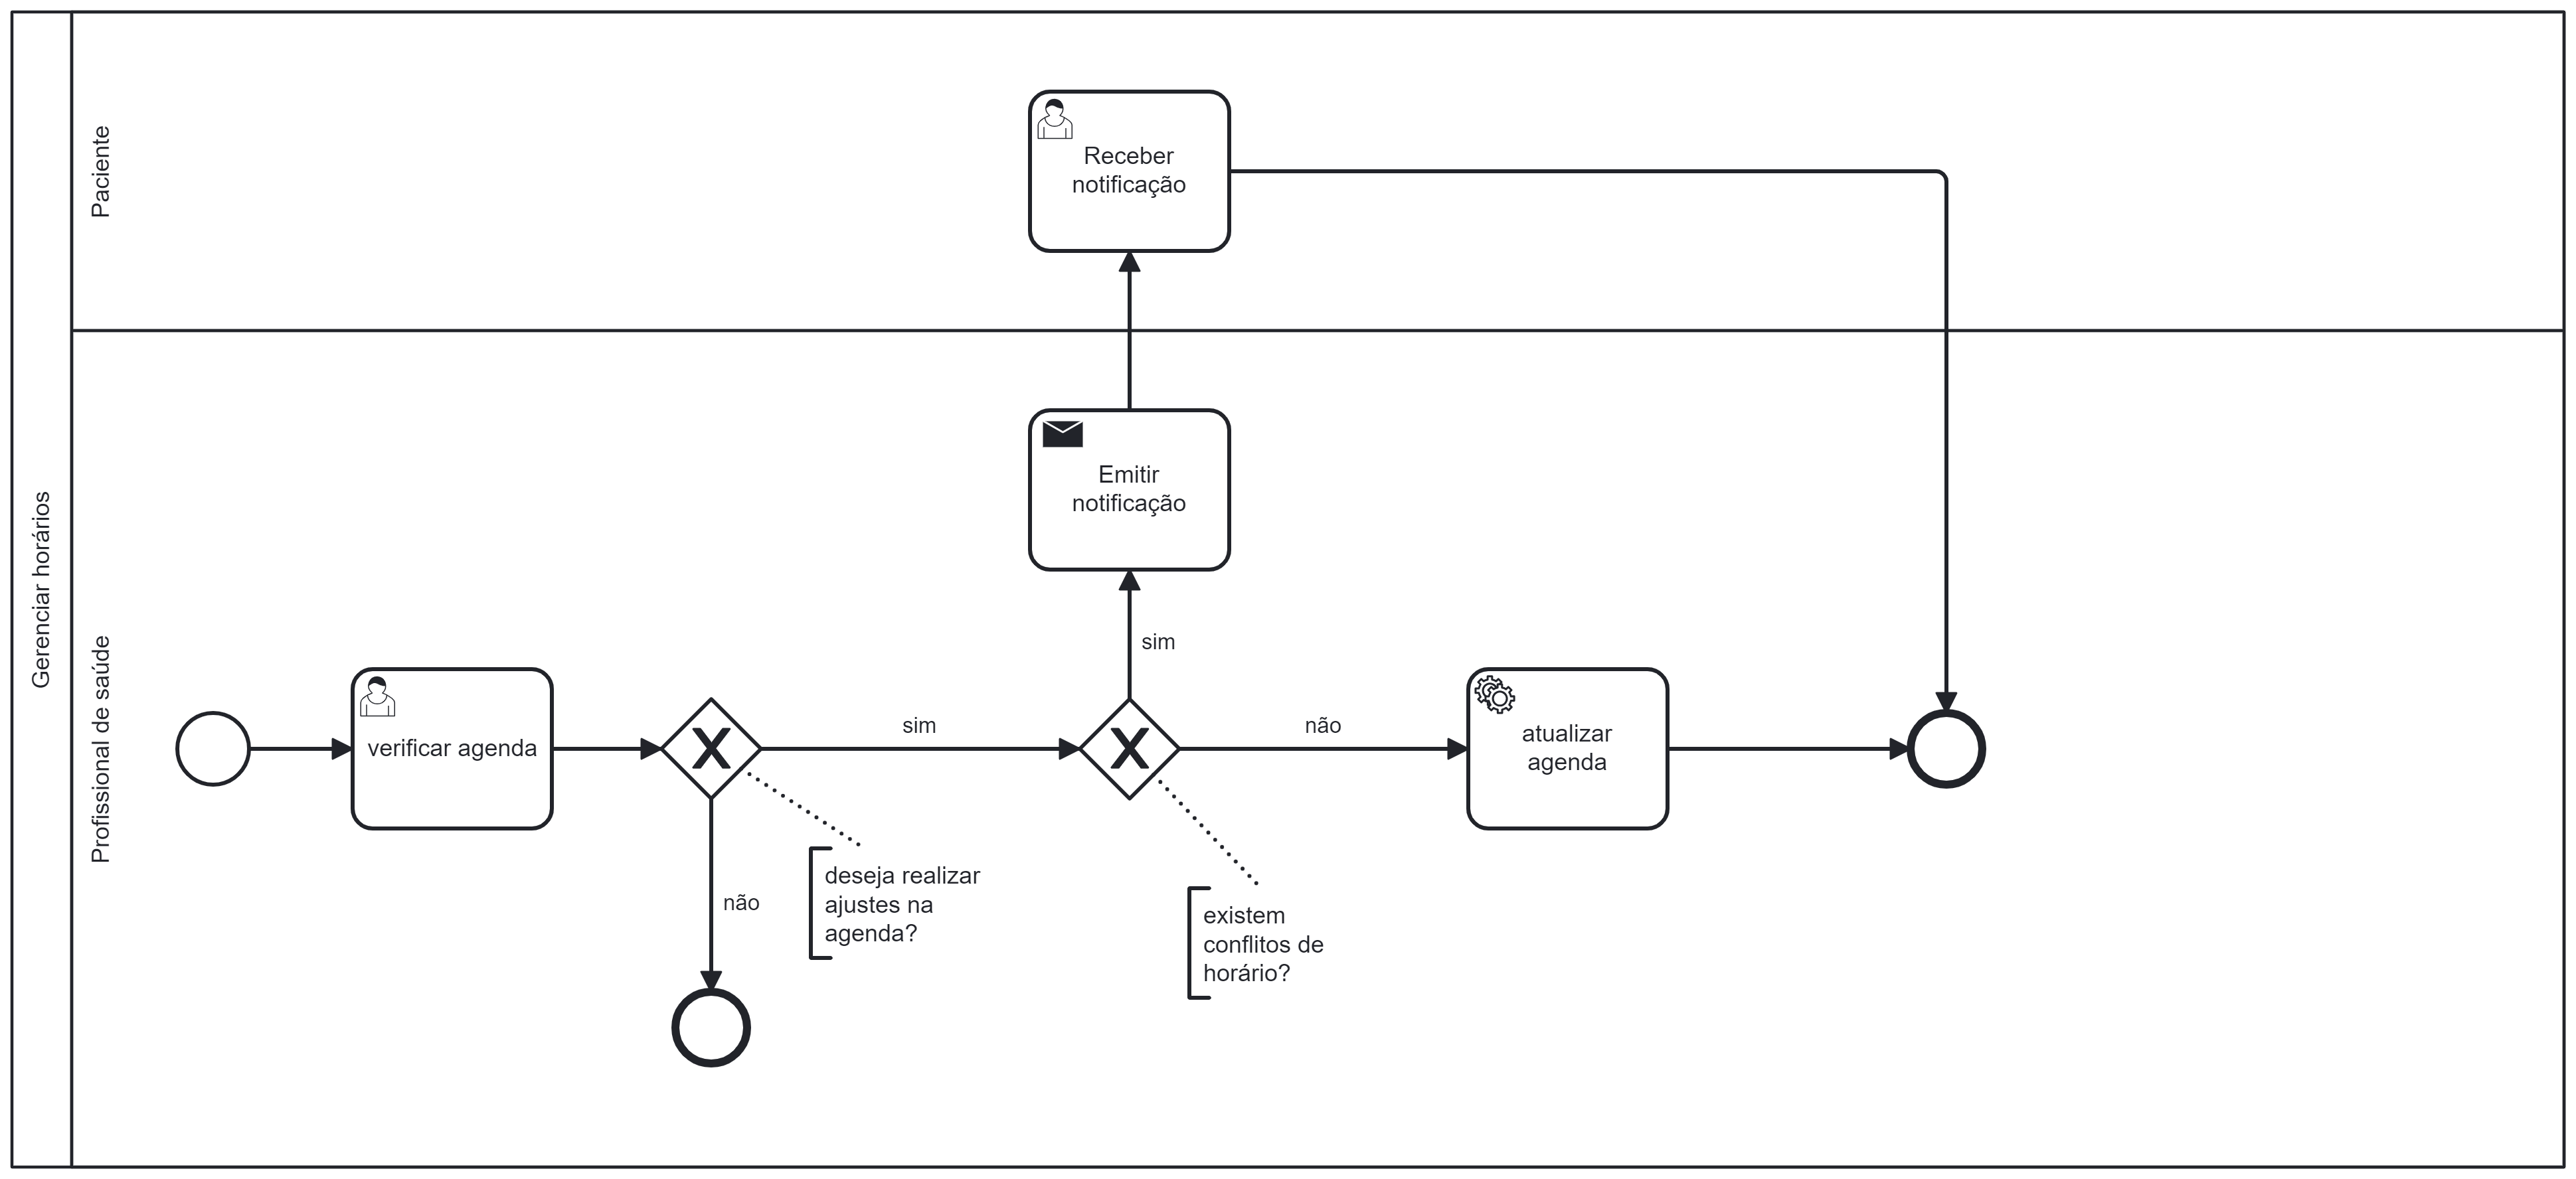 Gerenciar horários
Paciente
Profissional de saúde
Receber
notificação
Emitir
notificação
sim
verificar agenda
sim
não
atualizar
agenda
não
deseja realizar
ajustes na
agenda?
existem
conflitos de
horário?